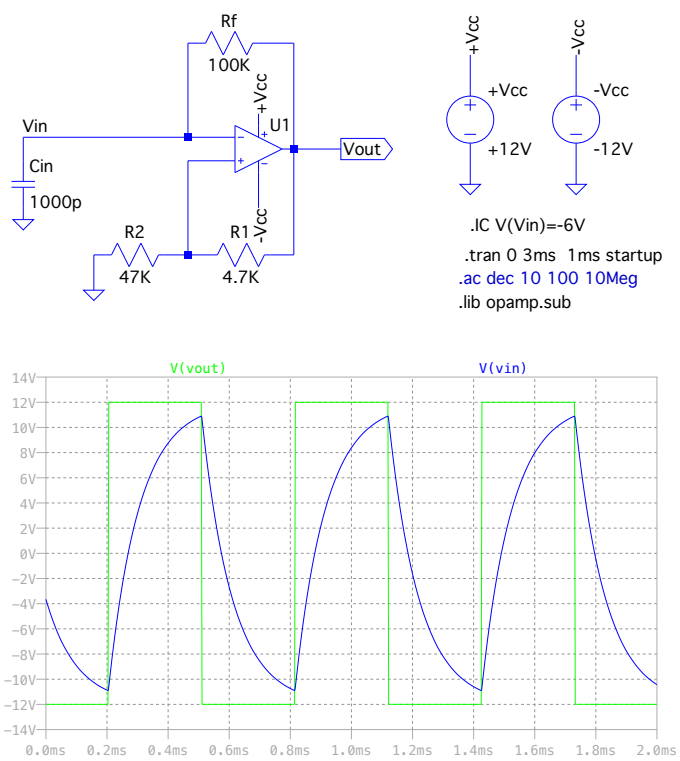 Rf
100K
+Vcc
U1
Vin
Vout
Cin
1000p
-Vcc
R2
R1
47K
4.7K
+Vcc
-Vcc
+Vcc
-Vcc
+12V
-12V
.IC V(Vin)=-6V
.tran 0 3ms 1ms startup
.ac dec 10 100 10Meg
.lib opamp.sub
V(vout)
V(vin)
14V
12V
10V
8V
6V
4V
2V
0V
-2V
-4V
-6V
-8V
-10V
-12V
-14V
0.0ms 0.2ms 0.4ms 0.6ms 0.8ms 1.0ms 1.2ms 1.4ms 1.6ms 1.8ms 2.0ms